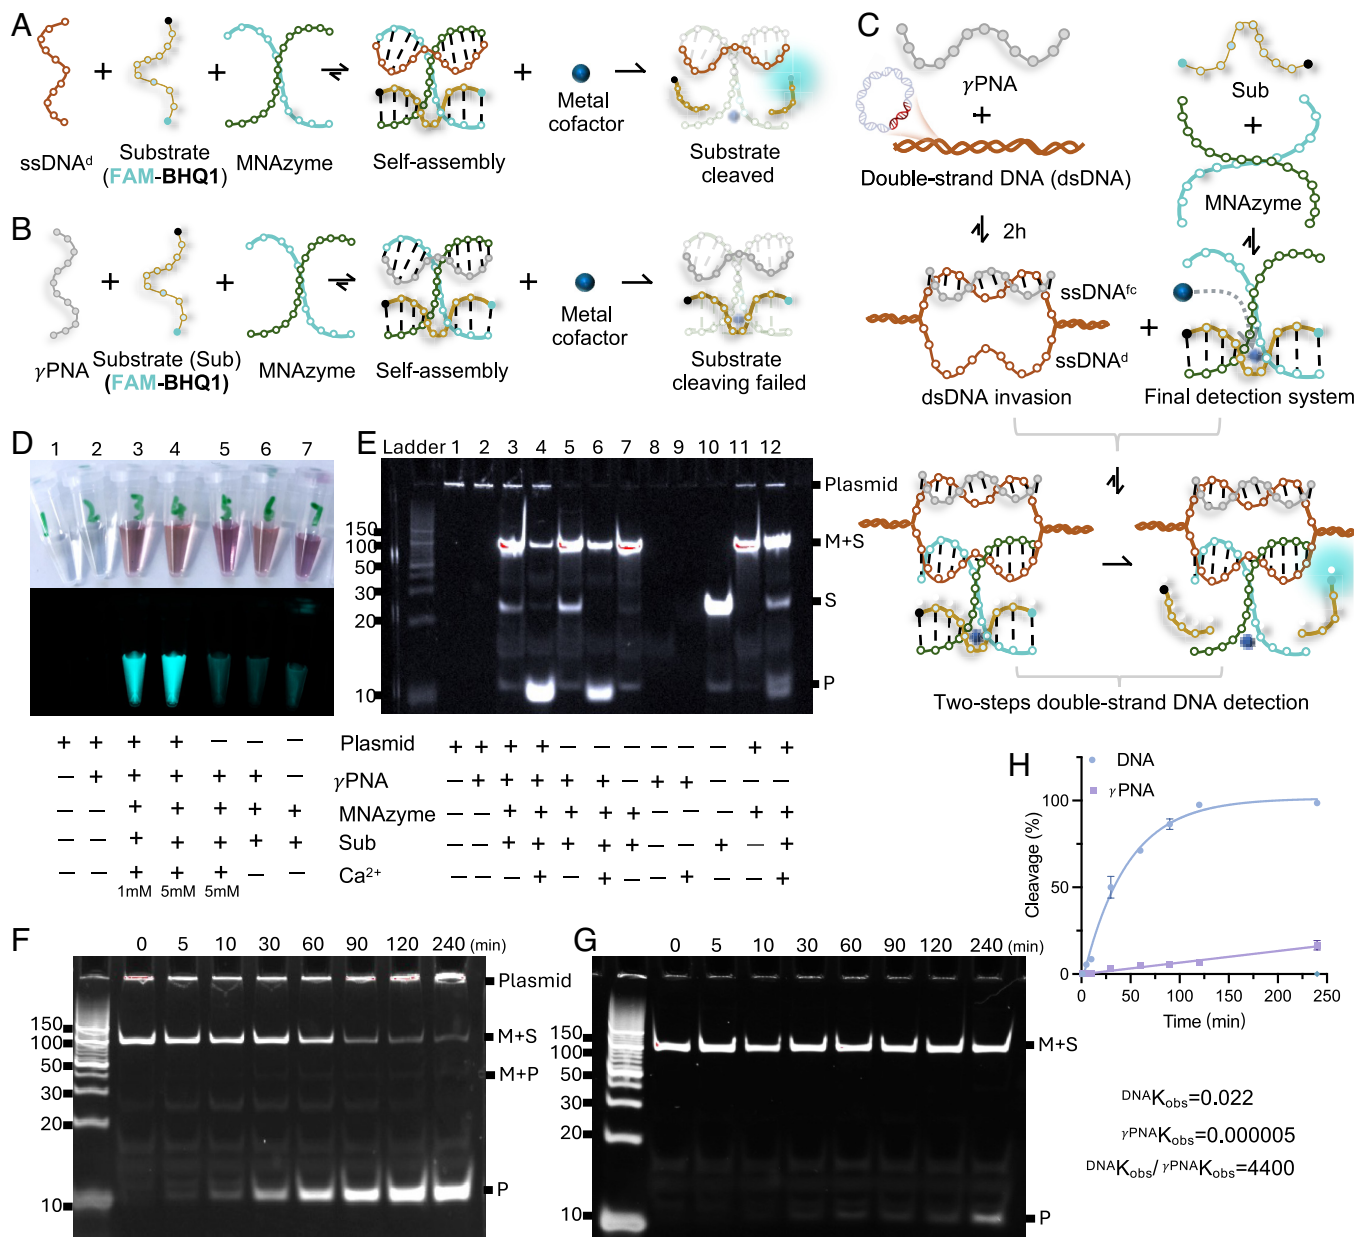 A
ssDNAᵈ
+
Substrate
(FAM-BHQ1)
+
MNAzyme
Self-assembly
+
Metal
cofactor
Substrate
cleaved
B
γPNA
+
Substrate (Sub)
(FAM-BHQ1)
+
MNAzyme
Self-assembly
+
Metal
cofactor
Substrate
cleaving failed
C
γPNA
+
Double-strand DNA (dsDNA)
2h
Sub
+
MNAzyme
ssDNAᶠᶜ
ssDNAᵈ
+
dsDNA invasion
Final detection system
Two-steps double-strand DNA detection
D
1 2 3 4 5 6 7
1 2 3 4 5 6 7
+ + + + — — —
— + + + + + —
— — + + + + +
— — + + + + +
— — + + + — —
1mM 5mM 5mM
E
Ladder 1 2 3 4 5 6 7 8 9 10 11 12
150
100
50
30
20
10
Plasmid
M+S
S
P
Plasmid + + + + — — — — — — + +
γPNA — + + + + + — + + — — —
MNAzyme — — + + + + + — — — + +
Sub — — + + + + + — — + — +
Ca²⁺ — — — + — + — — + — — +
F
0 5 10 30 60 90 120 240 (min)
150
100
50
30
20
10
Plasmid
M+S
M+P
P
G
0 5 10 30 60 90 120 240 (min)
150
100
50
30
20
10
M+S
P
H
DNA
γPNA
Cleavage (%)
100
50
0
0 50 100 150 200 250
Time (min)
ᴰᴺᴬKobs=0.022
ᵞᴾᴺᴬKobs=0.000005
ᴰᴺᴬKobs/ᵞᴾᴺᴬKobs=4400